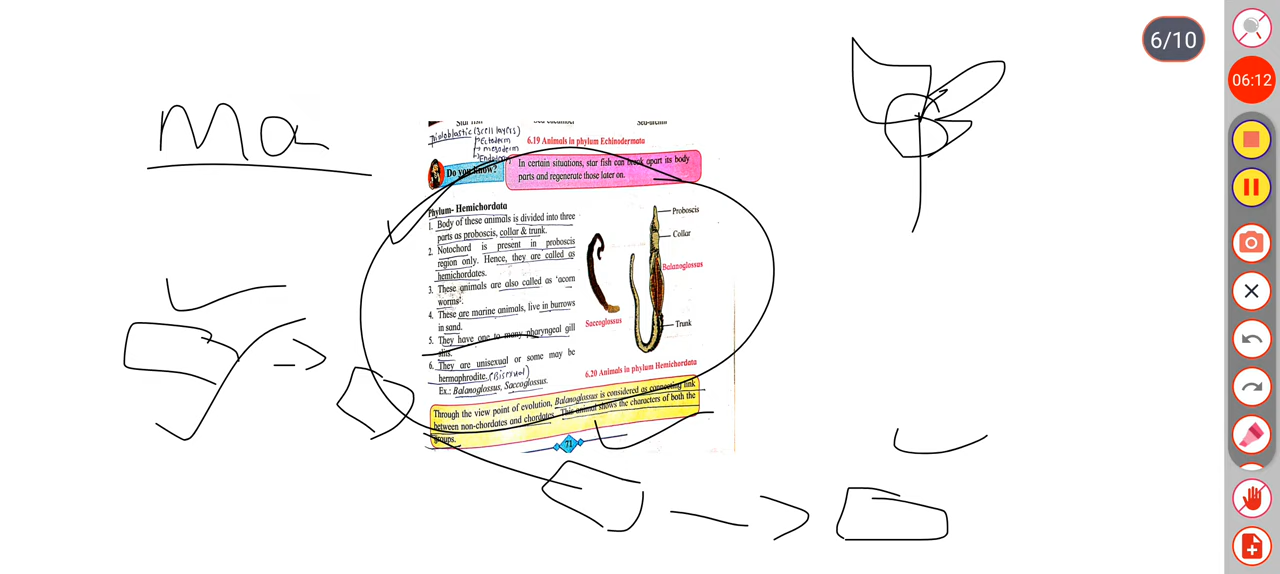 6/10
06:12
Ma
Star fish Sea-cucumber Sea-urchin
Triploblastic (3cell layers)
Ectoderm
mesoderm
Endoderm
6.19 Animals in phylum Echinodermata
Do you know?
In certain situations, star fish can break apart its body
parts and regenerate those later on.
Phylum- Hemichordata
1. Body of these animals is divided into three
parts as proboscis, collar & trunk.
2. Notochord is present in proboscis
region only. Hence, they are called as
hemichordates.
3. These animals are also called as 'acorn
worms'.
4. These are marine animals, live in burrows
in sand.
5. They have one to many pharyngeal gill
slits.
6. They are unisexual or some may be
hermaphrodite. (Bisexual)
Ex.: Balanoglossus, Saccoglossus.
Proboscis
Collar
Balanoglossus
Saccoglossus
Trunk
6.20 Animals in phylum Hemichordata
Through the view point of evolution, Balanoglossus is considered as connecting link
between non-chordates and chordates. This animal shows the characters of both the
groups.
71